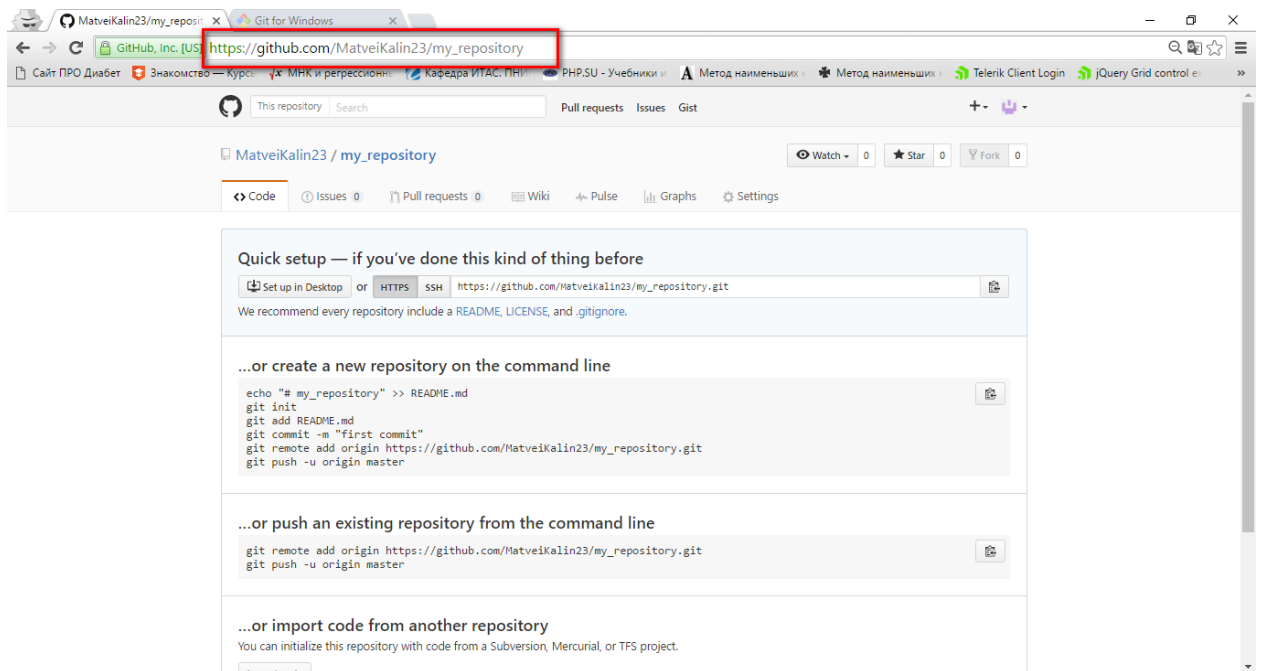 MatveiKalin23/my_reposit
Git for Windows
GitHub, Inc. [US]
https://github.com/MatveiKalin23/my_repository
Сайт ПРО Диабет
Знакомство — Курс
МНК и регрессионн
Кафедра ИТАС. ПНИ
PHP.SU - Учебники и
Метод наименьших
Метод наименьших
Telerik Client Login
jQuery Grid control e
»
This repository
Search
Pull requests
Issues
Gist
MatveiKalin23 / my_repository
Watch
0
Star
0
Fork
0
Code
Issues 0
Pull requests 0
Wiki
Pulse
Graphs
Settings
Quick setup — if you’ve done this kind of thing before
Set up in Desktop
or
HTTPS
SSH
https://github.com/MatveiKalin23/my_repository.git
We recommend every repository include a README, LICENSE, and .gitignore.
…or create a new repository on the command line
echo "# my_repository" >> README.md
git init
git add README.md
git commit -m "first commit"
git remote add origin https://github.com/MatveiKalin23/my_repository.git
git push -u origin master
…or push an existing repository from the command line
git remote add origin https://github.com/MatveiKalin23/my_repository.git
git push -u origin master
…or import code from another repository
You can initialize this repository with code from a Subversion, Mercurial, or TFS project.